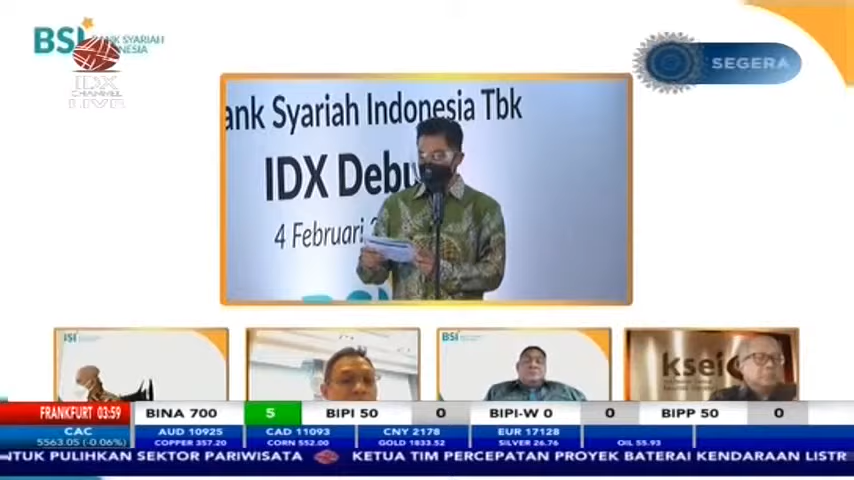 BSI BANK SYARIAH
INDONESIA
IDX
CHANNEL
LIVE
SEGERA
ank Syariah Indonesia Tbk
IDX Debu
4 Februari 2
BSI
BSI
ksei
FRANKFURT 03:59
BINA 700 5 BIPI 50 0 BIPI-W 0 0 BIPP 50 0
CAC
5563.05 (-0.06%)
AUD 10925 CAD 11093 CNY 2178 EUR 17128
COPPER 357.20 CORN 552.00 GOLD 1833.52 SILVER 26.76 OIL 55.93
NTUK PULIHKAN SEKTOR PARIWISATA KETUA TIM PERCEPATAN PROYEK BATERAI KENDARAAN LISTR